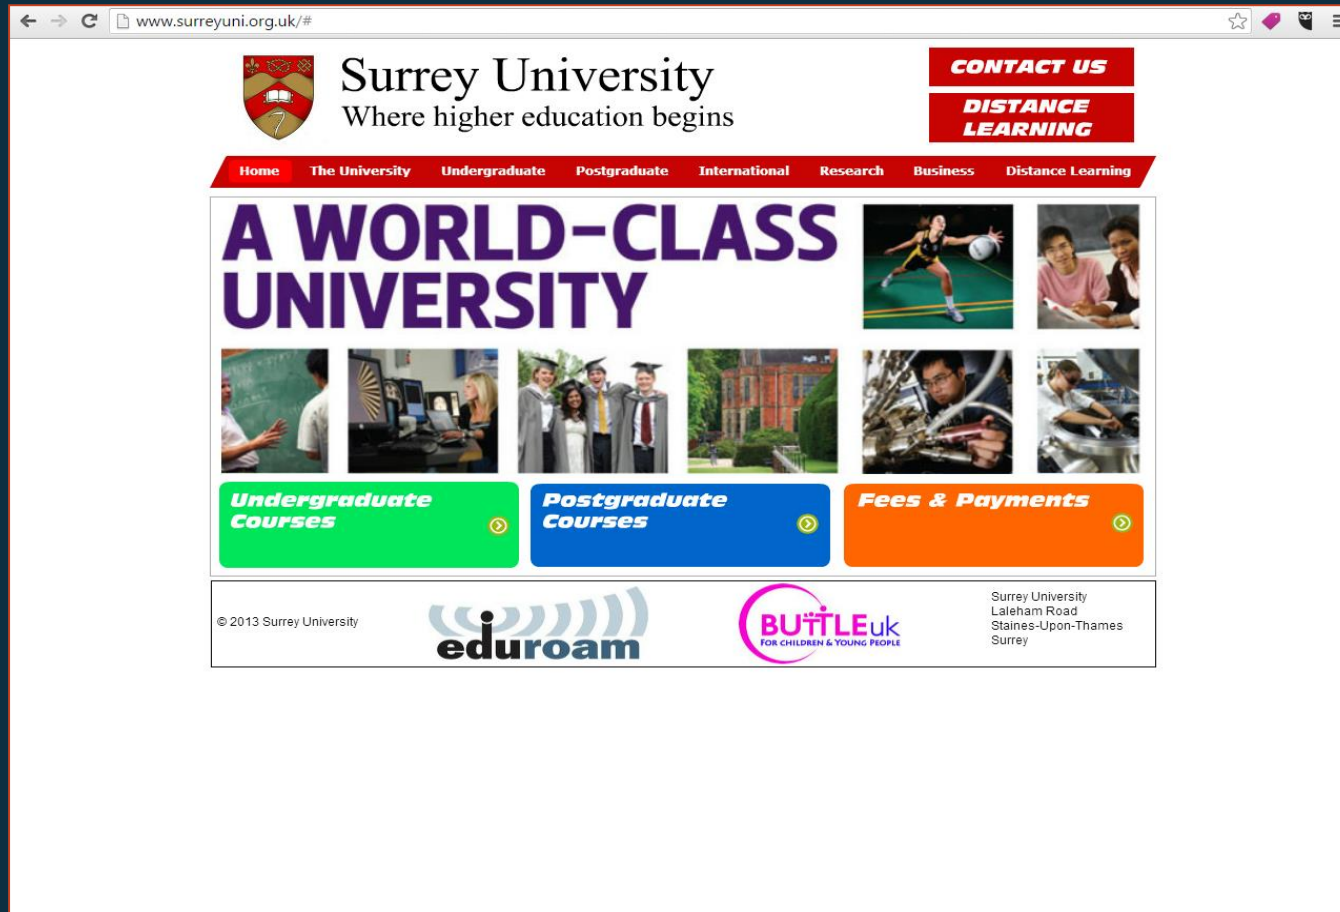 www.surreyuni.org.uk/#
Surrey University
Where higher education begins
CONTACT US
DISTANCE
LEARNING
Home The University Undergraduate Postgraduate International Research Business Distance Learning
A WORLD-CLASS
UNIVERSITY
Undergraduate
Courses
Postgraduate
Courses
Fees & Payments
© 2013 Surrey University
eduroam
BUTTLEuk
FOR CHILDREN & YOUNG PEOPLE
Surrey University
Laleham Road
Staines-Upon-Thames
Surrey